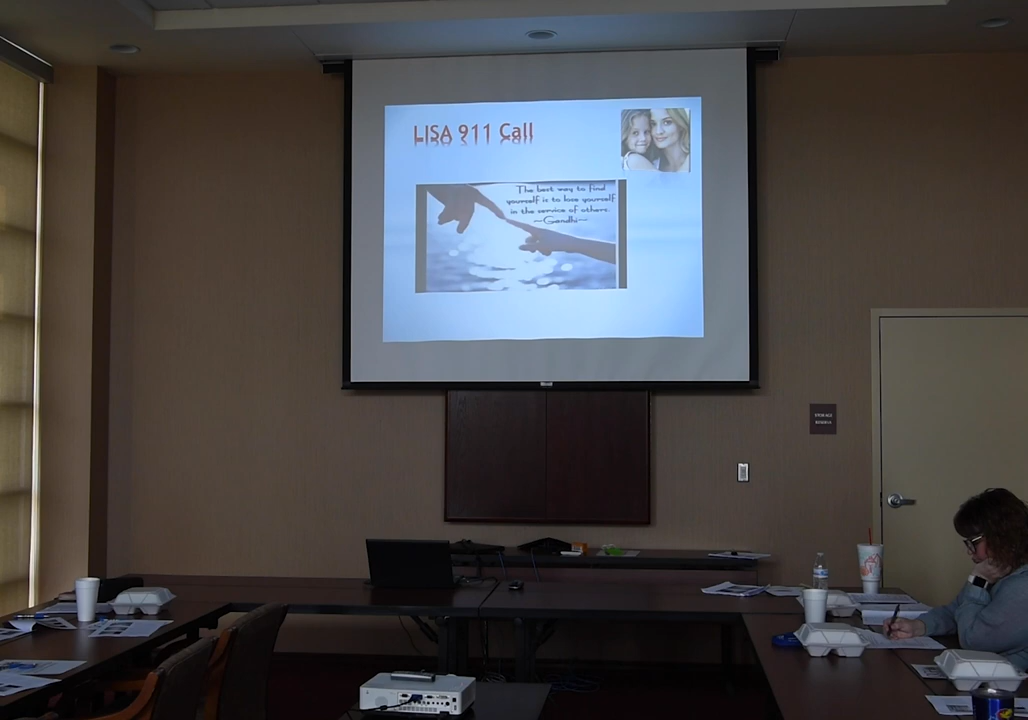 LISA 911 Call
The best way to find
yourself is to lose yourself
in the service of others.
—Gandhi—
STORAGE